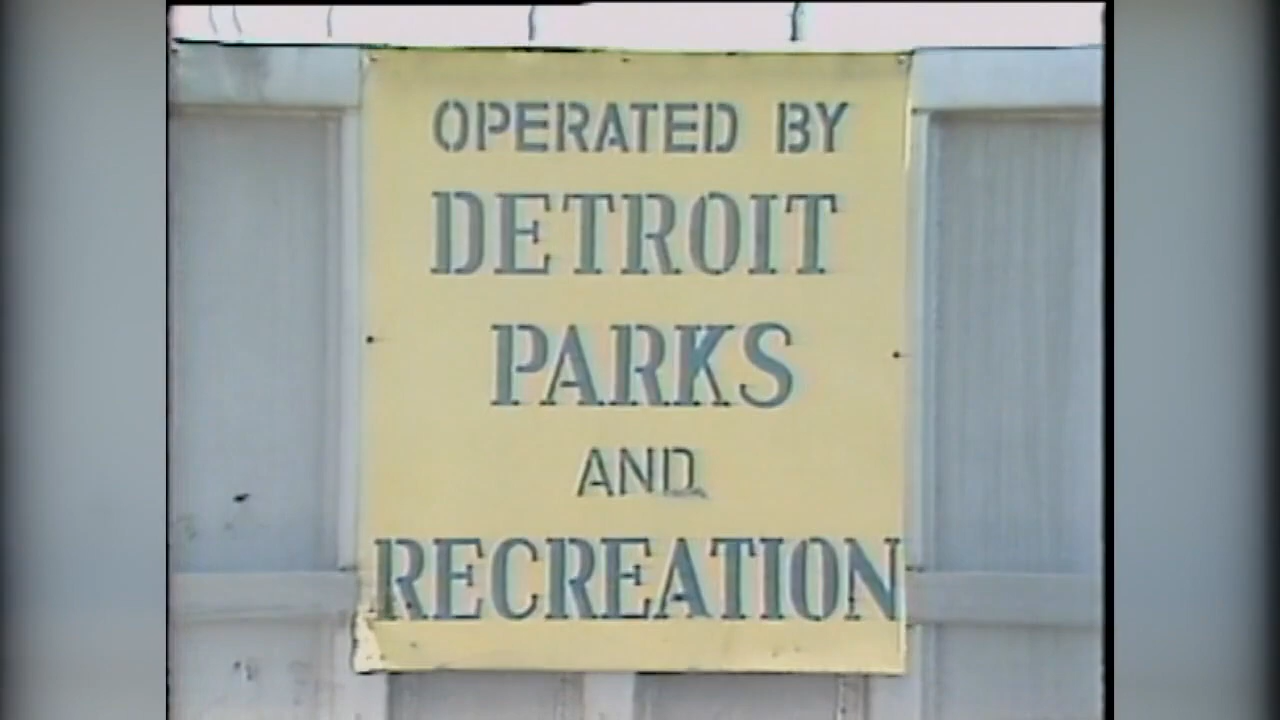 OPERATED BY
DETROIT
PARKS
AND
RECREATION